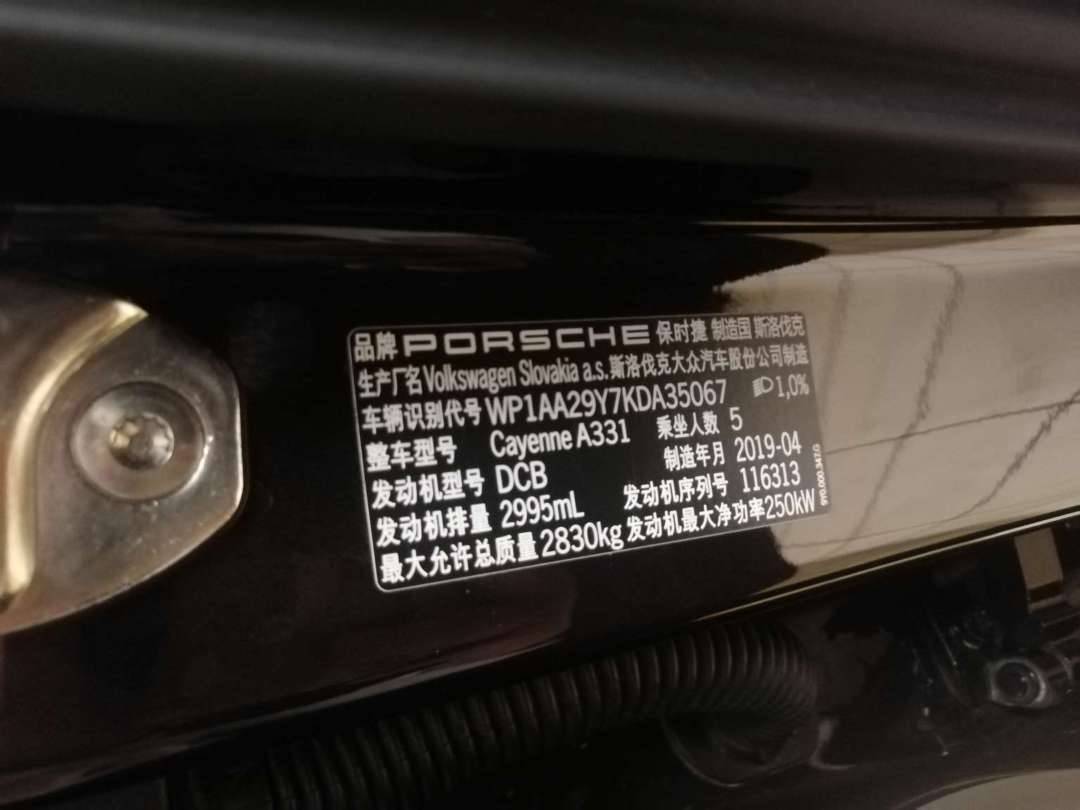 品牌 PORSCHE 保时捷 制造国 斯洛伐克
生产厂名 Volkswagen Slovakia a.s. 斯洛伐克大众汽车股份公司制造
车辆识别代号 WP1AA29Y7KDA35067 1,0%
整车型号 Cayenne A331 乘坐人数 5
发动机型号 DCB 制造年月 2019-04
发动机排量 2995mL 发动机序列号 116313
最大允许总质量 2830kg 发动机最大净功率 250kW
9Y0.000.347.G